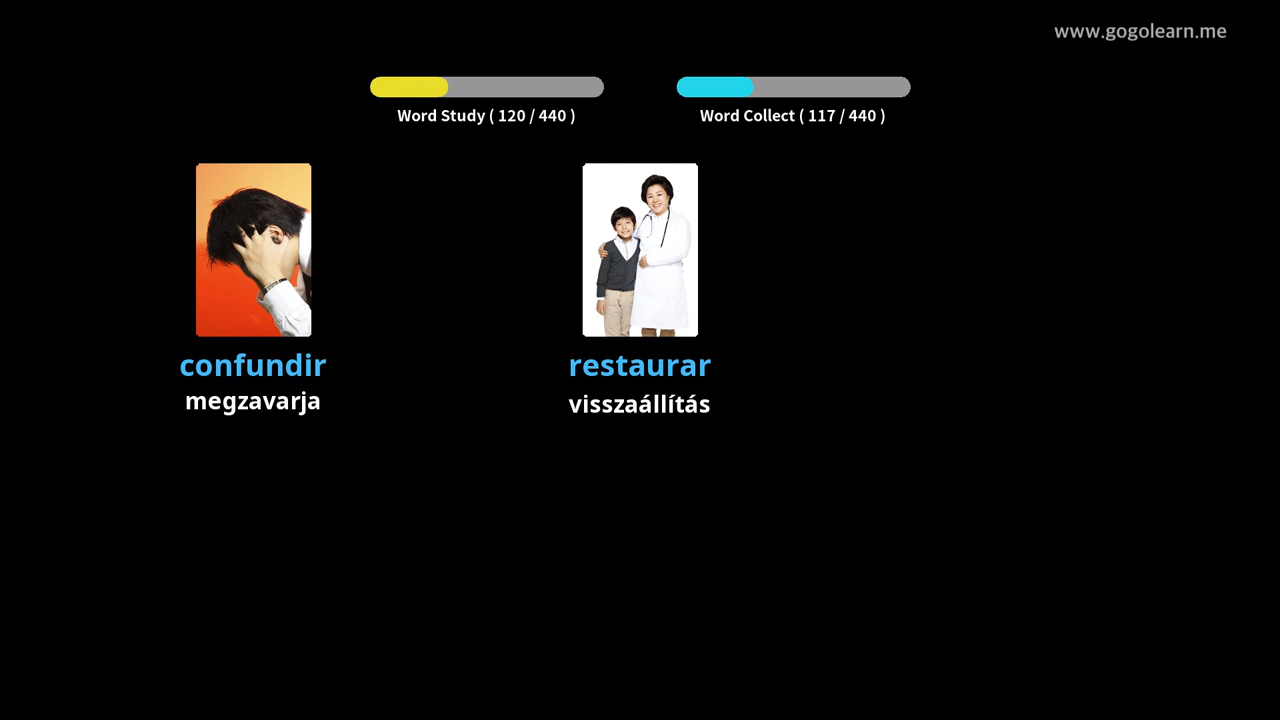 www.gogolearn.me
Word Study ( 120 / 440 )
Word Collect ( 117 / 440 )
confundir
megzavarja
restaurar
visszaállítás